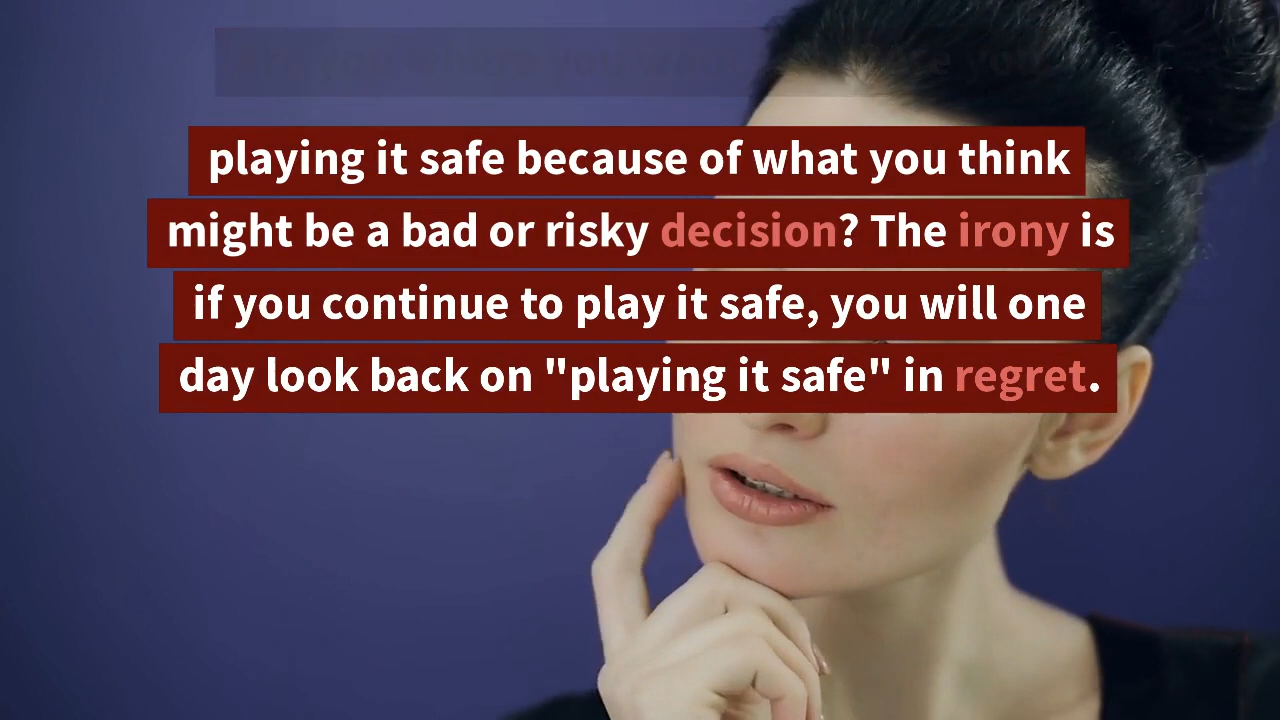 playing it safe because of what you think
might be a bad or risky decision? The irony is
if you continue to play it safe, you will one
day look back on "playing it safe" in regret.